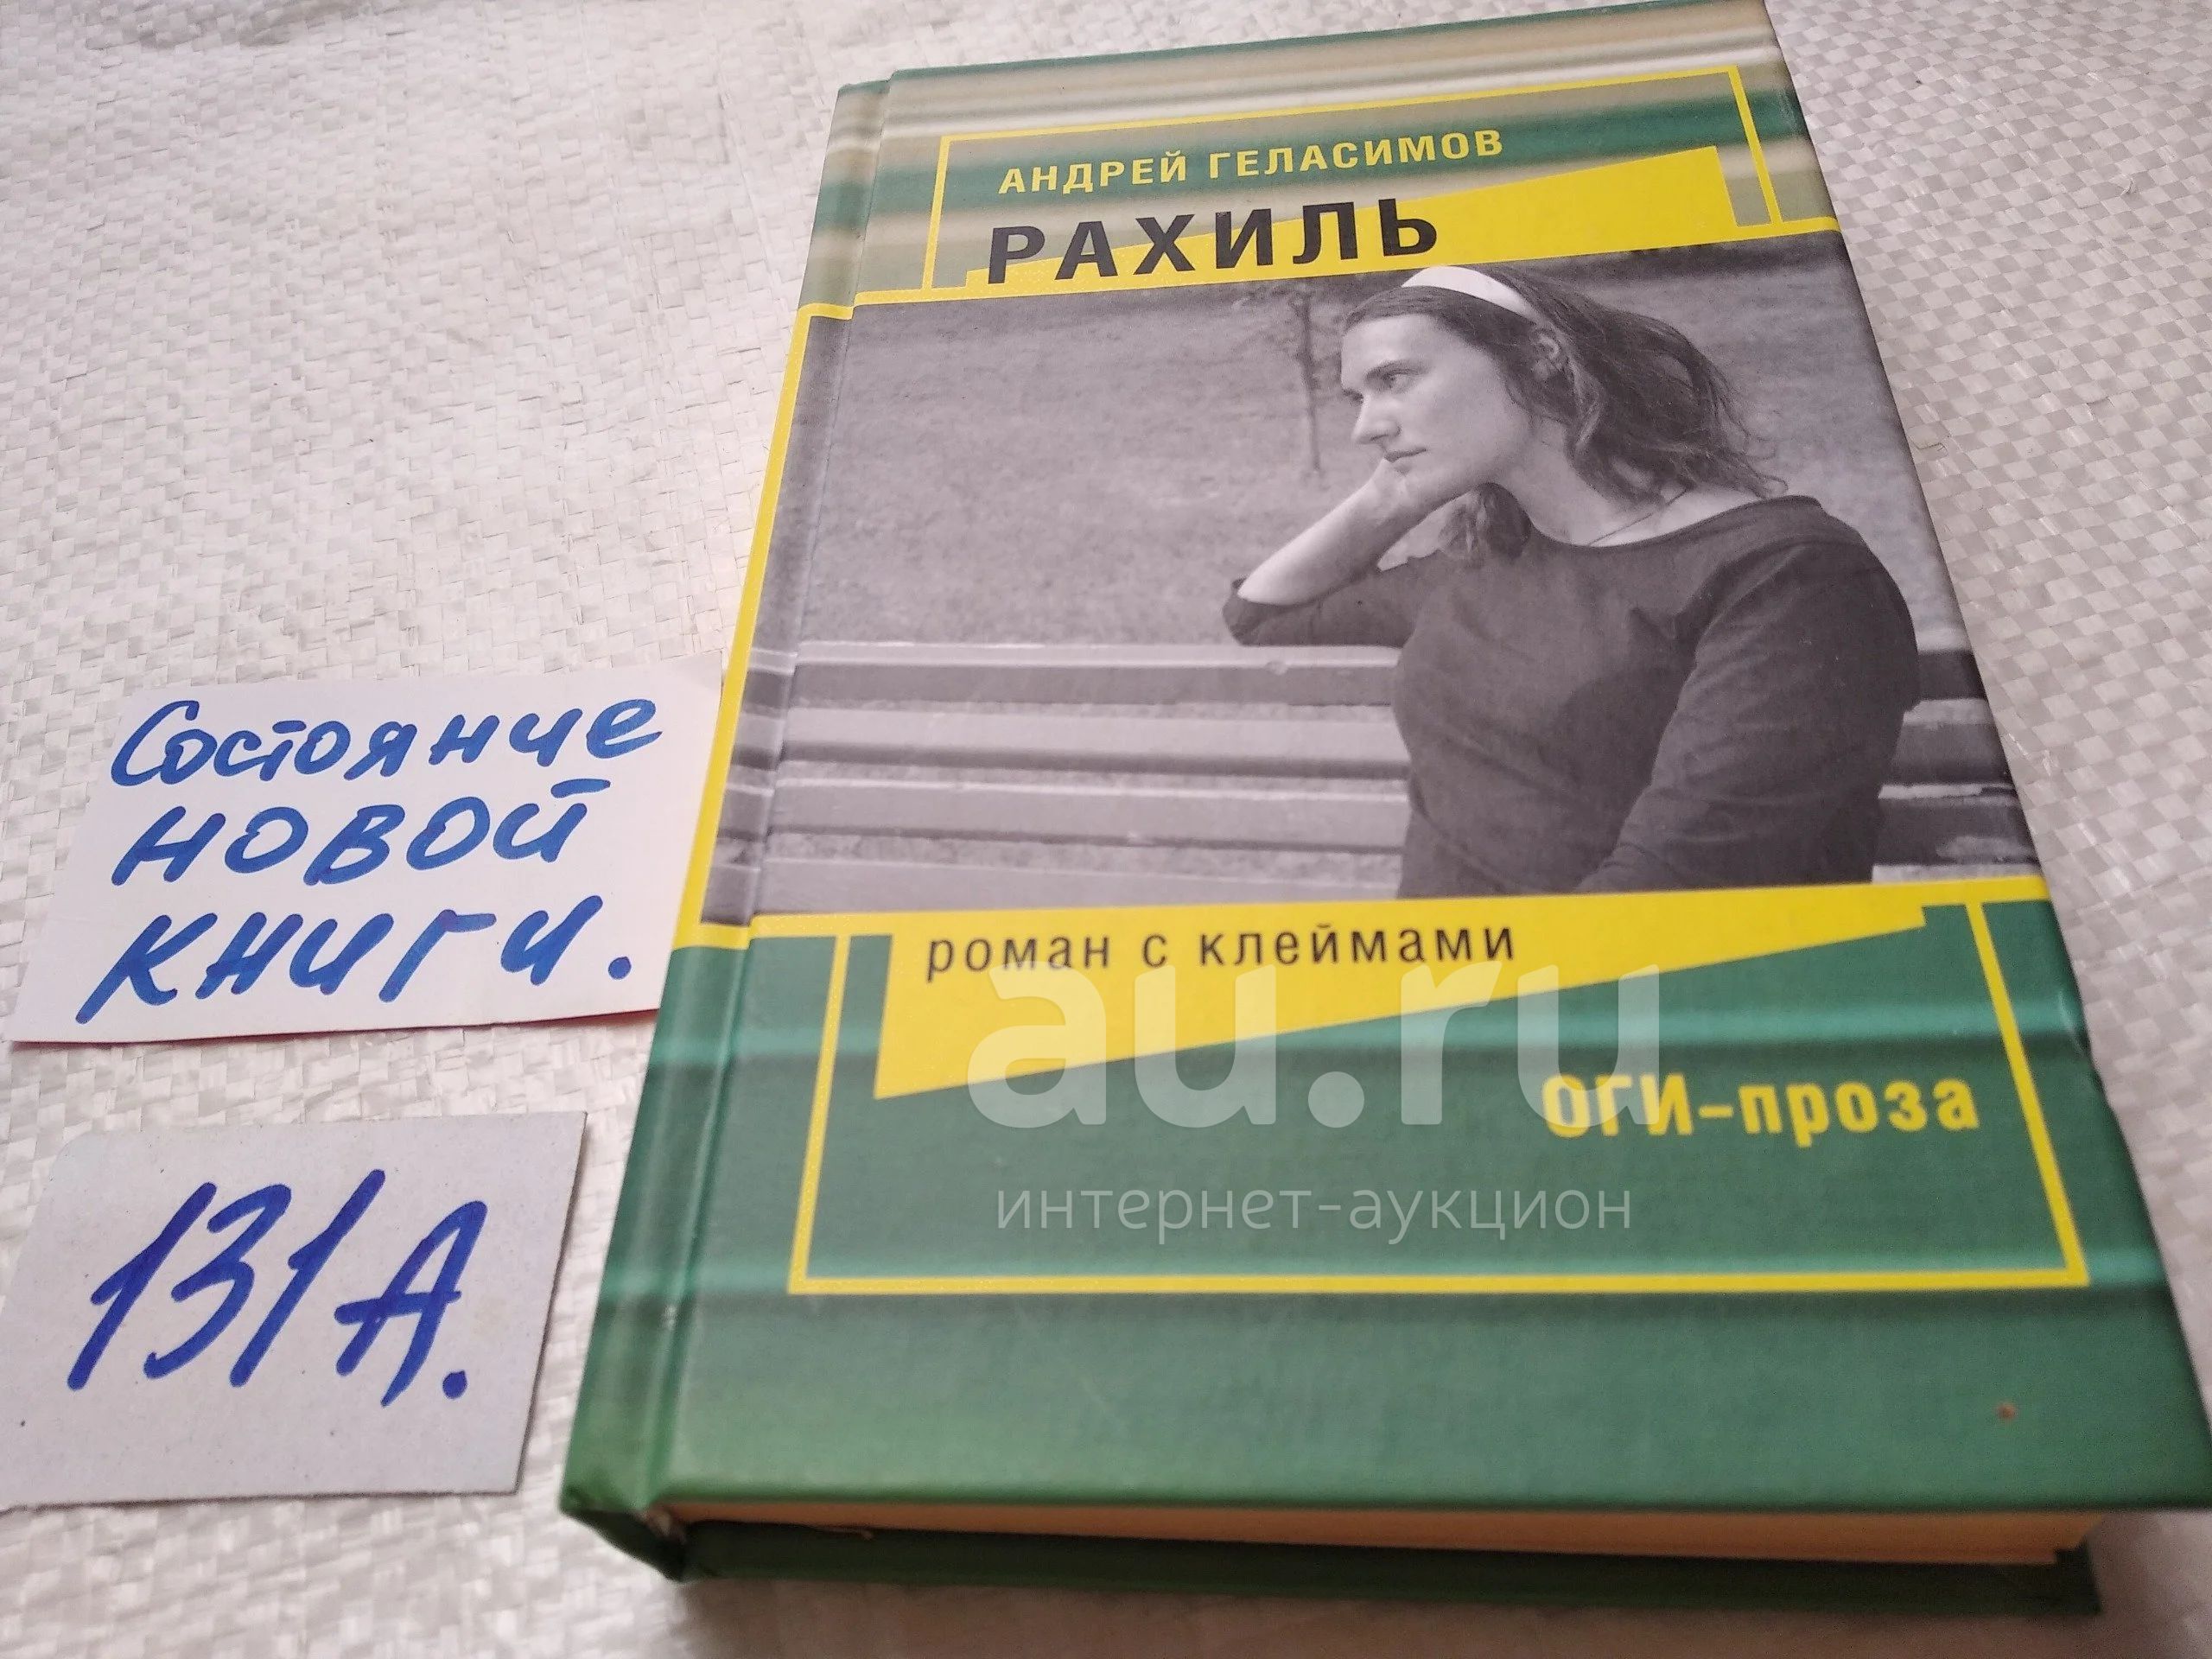 АНДРЕЙ ГЕЛАСИМОВ
РАХИЛЬ
роман с клеймами
ОГИ-проза
Состояние
новой
книги.
131А.
au.ru
интернет-аукцион